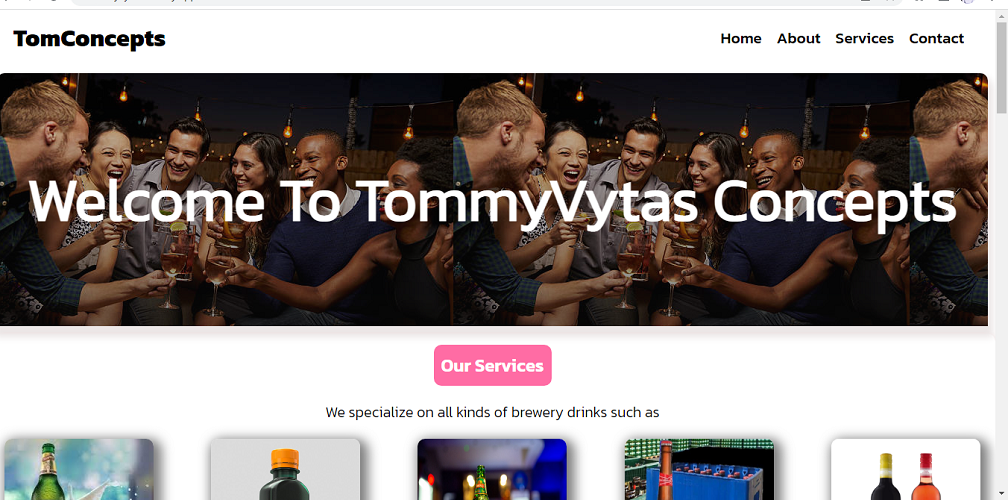 TomConcepts
Home About Services Contact
Welcome To TommyVytas Concepts
Our Services
We specialize on all kinds of brewery drinks such as